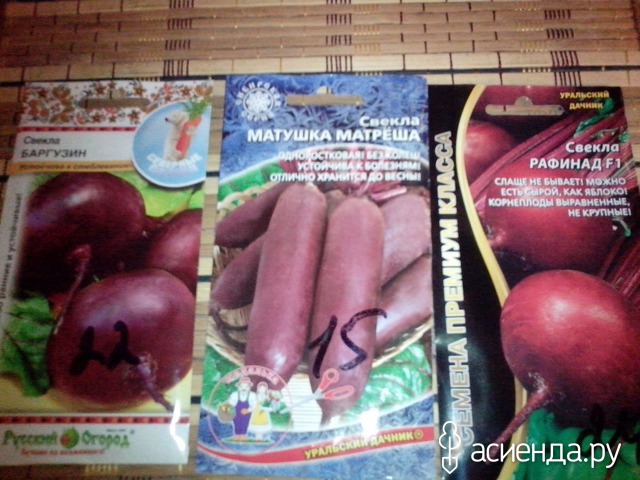 Свекла
БАРГУЗИН
22
Русский Огород
Свекла
МАТУШКА МАТРЁША
ОДНОРОСТКОВАЯ! БЕЗ КОЛЕЦ!
УСТОЙЧИВА К БОЛЕЗНЯМ!
ОТЛИЧНО ХРАНИТСЯ ДО ВЕСНЫ!
15
УРАЛЬСКИЙ ДАЧНИК
СЕМЕНА ПРЕМИУМ КЛАССА
УРАЛЬСКИЙ
ДАЧНИК
Свекла
РАФИНАД F1
СЛАЩЕ НЕ БЫВАЕТ! МОЖНО
ЕСТЬ СЫРОЙ, КАК ЯБЛОКО!
КОРНЕПЛОДЫ ВЫРАВНЕННЫЕ,
НЕ КРУПНЫЕ!
асиенда.ру